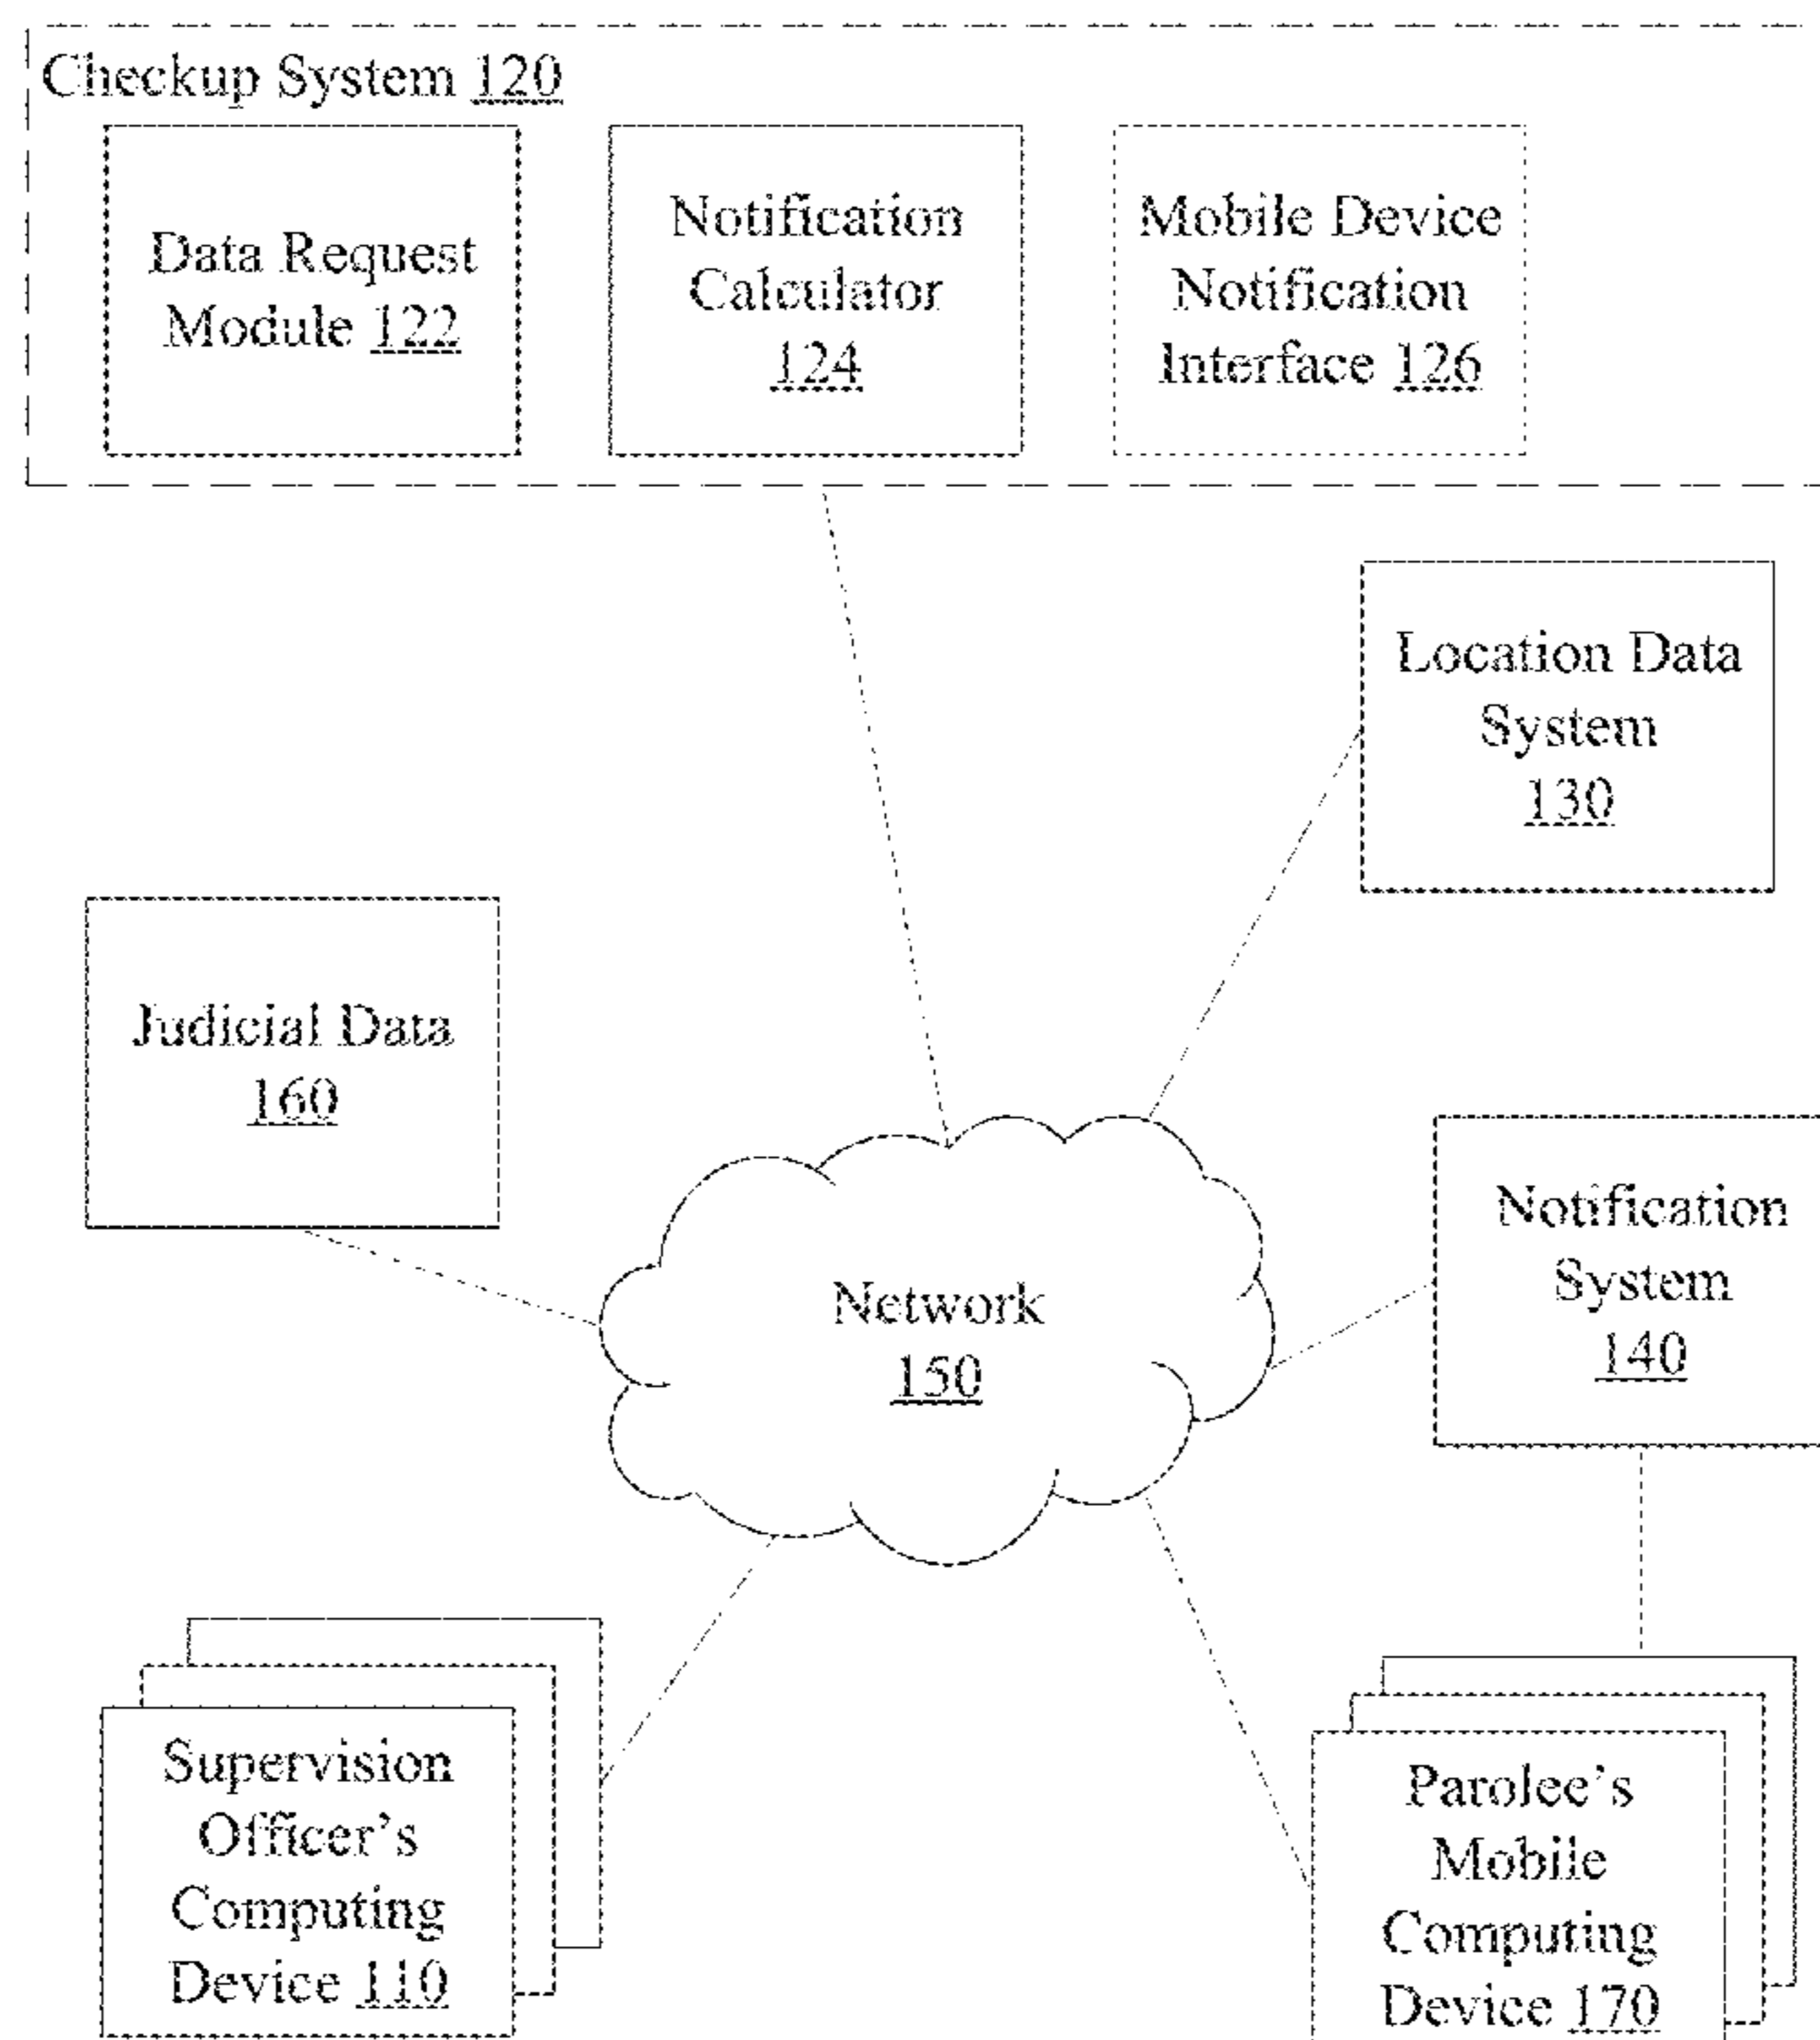 Checkup System 120
Data Request
Module 122
Notification
Calculator
124
Mobile Device
Notification
Interface 126
Location Data
System
130
Judicial Data
160
Notification
System
140
Network
150
Supervision
Officer's
Computing
Device 110
Parolee's
Mobile
Computing
Device 170